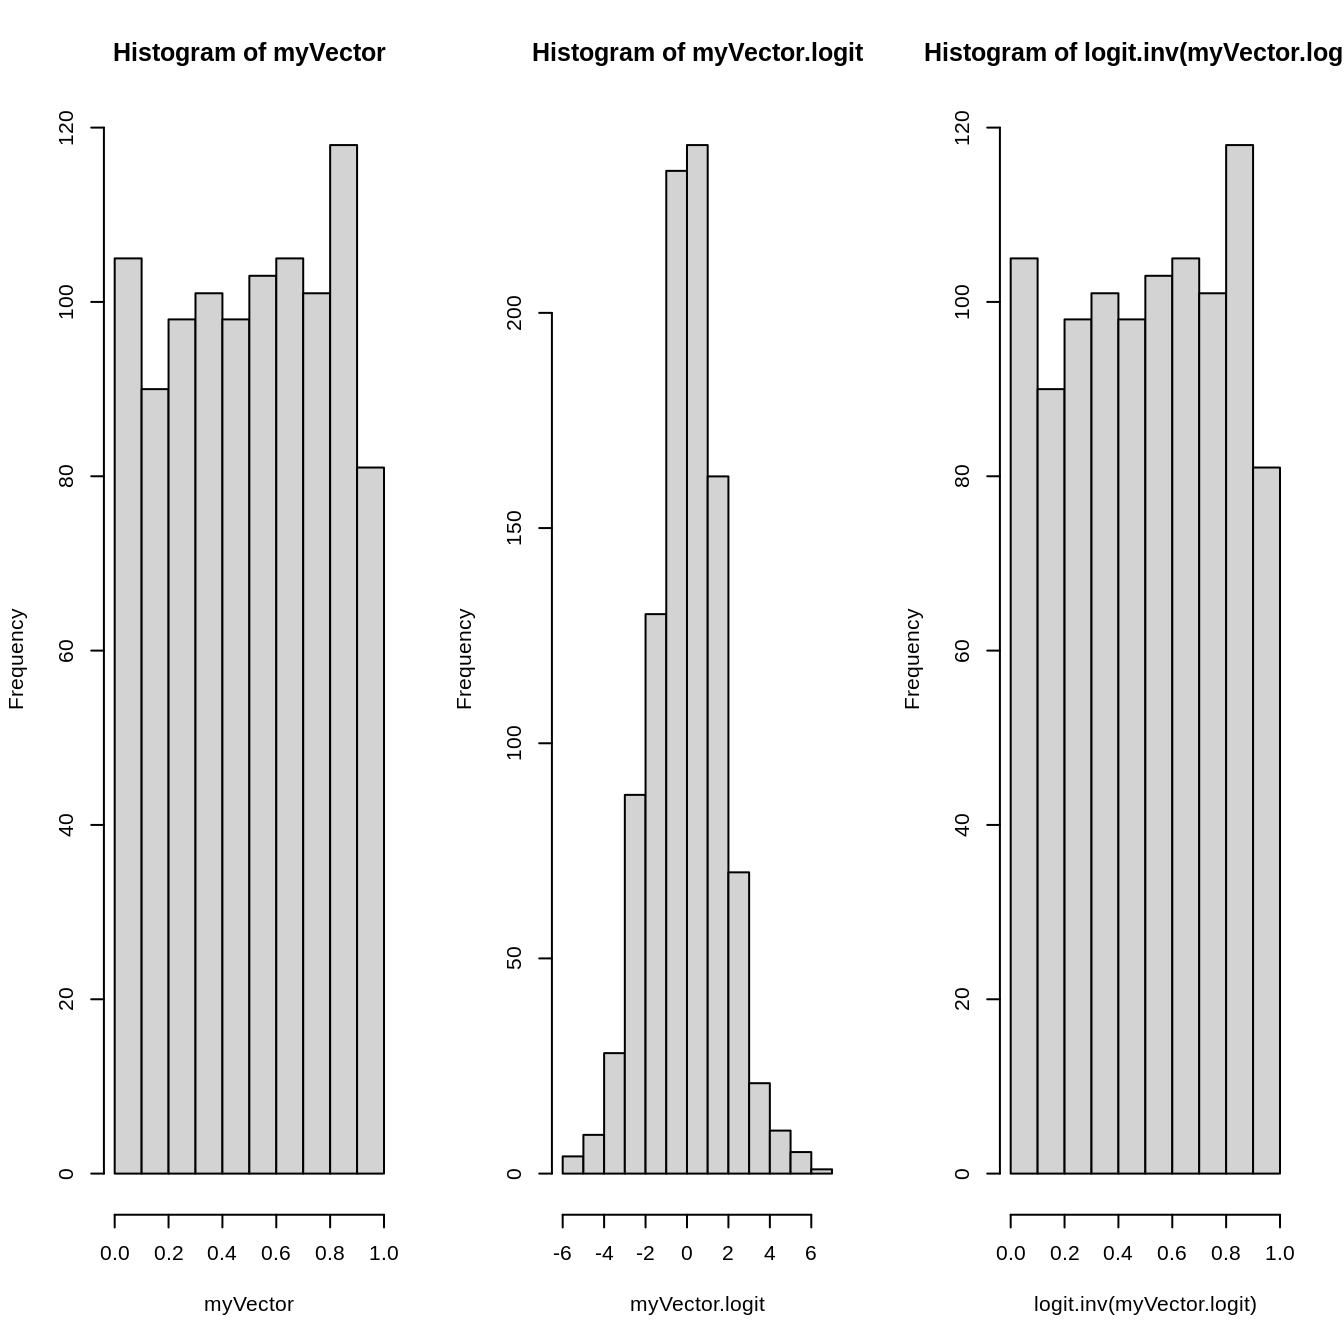 Histogram of myVector
Frequency
0 20 40 60 80 100 120
0.0 0.2 0.4 0.6 0.8 1.0
myVector
Histogram of myVector.logit
Frequency
0 50 100 150 200
-6 -4 -2 0 2 4 6
myVector.logit
Histogram of logit.inv(myVector.log
Frequency
0 20 40 60 80 100 120
0.0 0.2 0.4 0.6 0.8 1.0
logit.inv(myVector.logit)